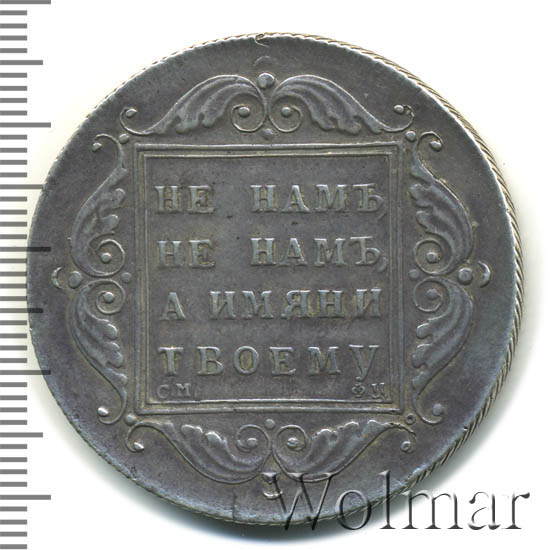 НЕ НАМЪ,
НЕ НАМЪ,
А ИМЯНИ
ТВОЕМУ
СМ ФЦ
Wolmar